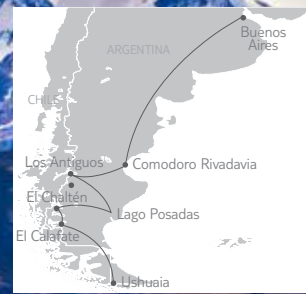 Buenos
Aires
ARGENTINA
CHILE
Los Antiguos
Comodoro Rivadavia
El Chaltén
Lago Posadas
El Calafate
Ushuaia